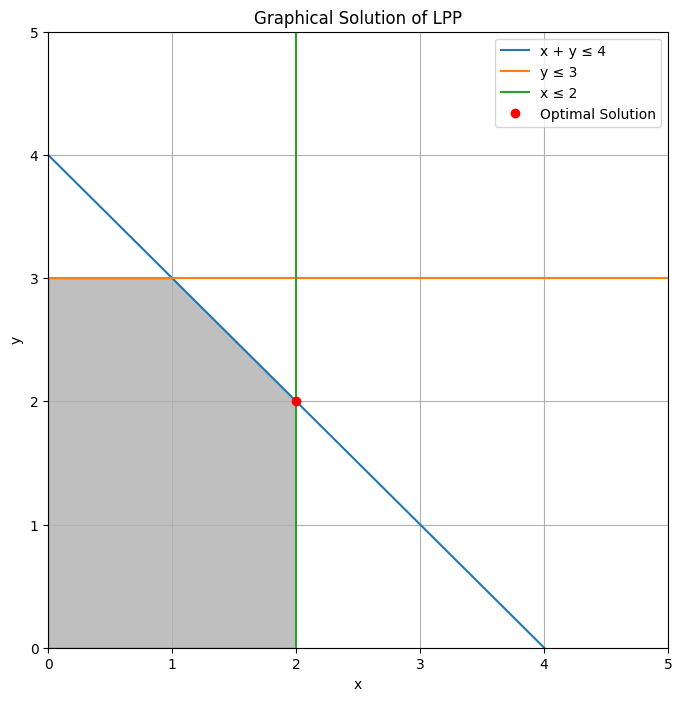 Graphical Solution of LPP
x + y ≤ 4
y ≤ 3
x ≤ 2
Optimal Solution
5
4
3
2
1
0
y
0 1 2 3 4 5
x